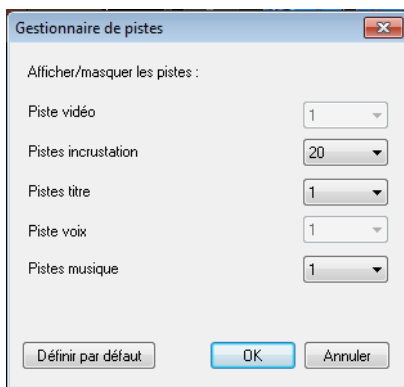 Gestionnaire de pistes
Afficher/masquer les pistes :
Piste vidéo 1
Pistes incrustation 20
Pistes titre 1
Piste voix 1
Pistes musique 1
Définir par défaut OK Annuler